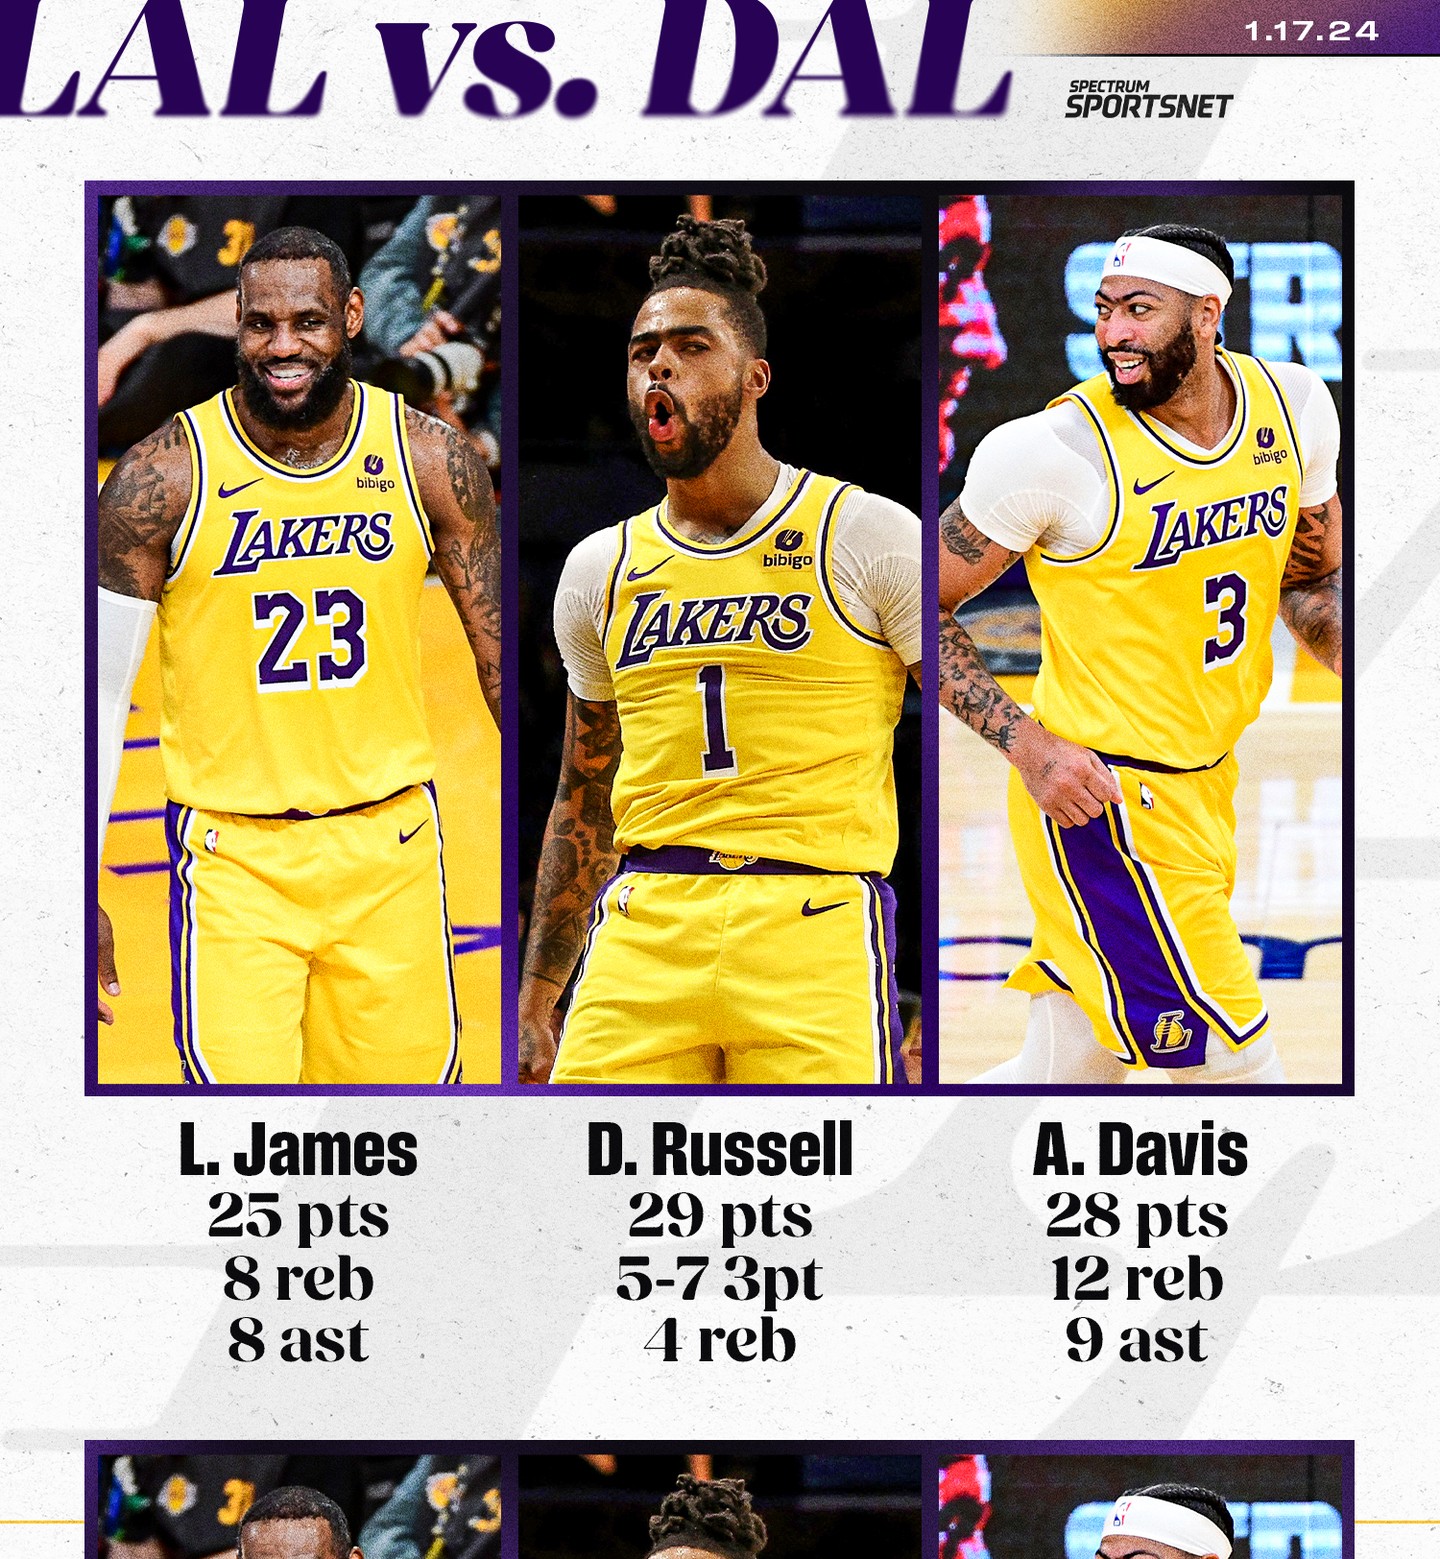 LAL vs. DAL
1.17.24
SPECTRUM
SPORTSNET
bibigo
LAKERS
23
bibigo
LAKERS
1
bibigo
LAKERS
3
L. James
25 pts
8 reb
8 ast
D. Russell
29 pts
5-7 3pt
4 reb
A. Davis
28 pts
12 reb
9 ast